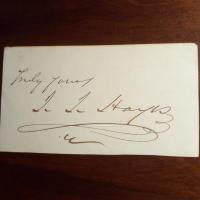 Truly yours,
I. I. Hayes